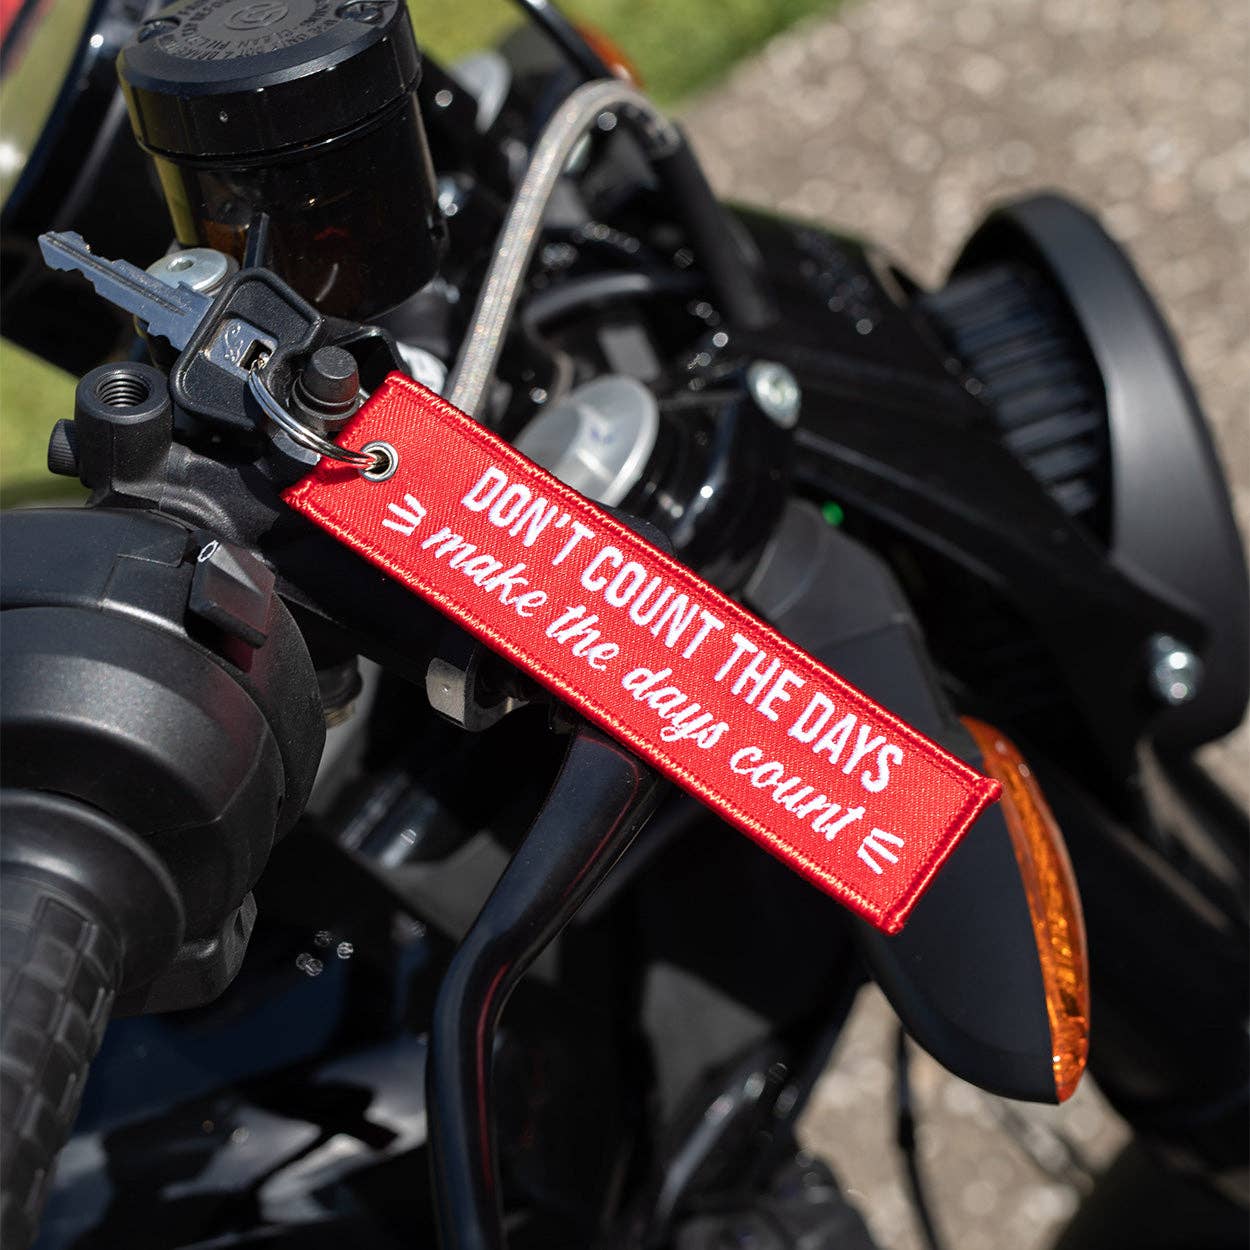 DON'T COUNT THE DAYS
make the days count